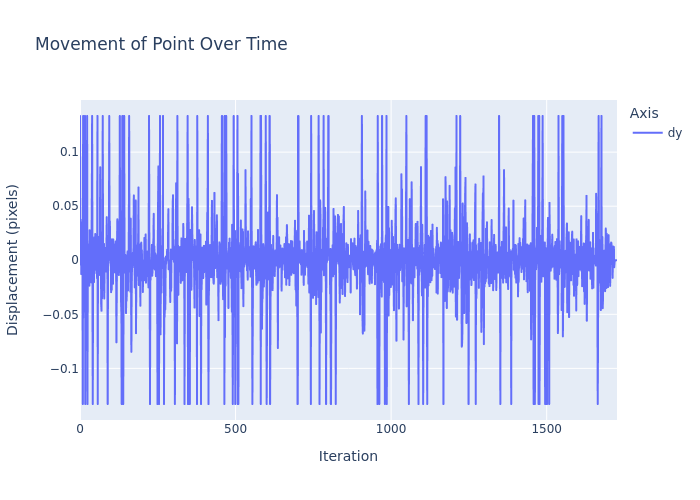 Movement of Point Over Time
Axis
dy
0.1
0.05
0
−0.05
−0.1
Displacement (pixels)
0
500
1000
1500
Iteration